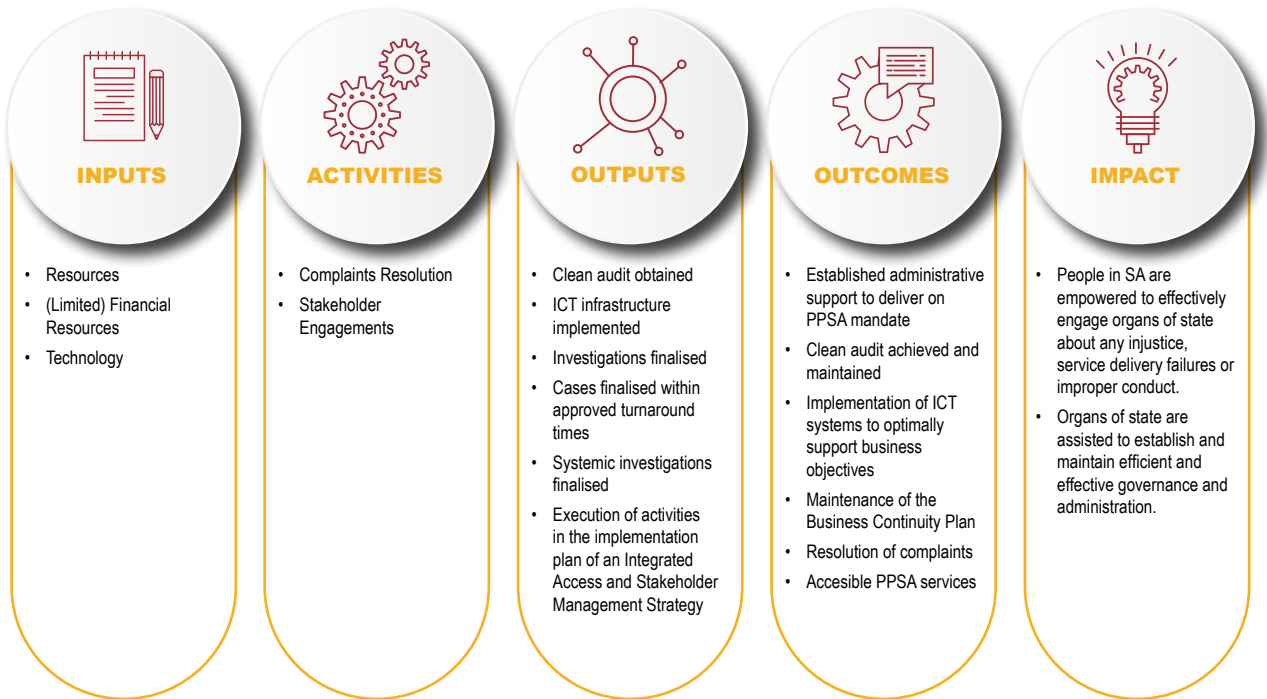 INPUTS
• Resources
• (Limited) Financial
Resources
• Technology
ACTIVITIES
• Complaints Resolution
• Stakeholder
Engagements
OUTPUTS
• Clean audit obtained
• ICT infrastructure
implemented
• Investigations finalised
• Cases finalised within
approved turnaround
times
• Systemic investigations
finalised
• Execution of activities
in the implementation
plan of an Integrated
Access and Stakeholder
Management Strategy
OUTCOMES
• Established administrative
support to deliver on
PPSA mandate
• Clean audit achieved and
maintained
• Implementation of ICT
systems to optimally
support business
objectives
• Maintenance of the
Business Continuity Plan
• Resolution of complaints
• Accesible PPSA services
IMPACT
• People in SA are
empowered to effectively
engage organs of state
about any injustice,
service delivery failures or
improper conduct.
• Organs of state are
assisted to establish and
maintain efficient and
effective governance and
administration.